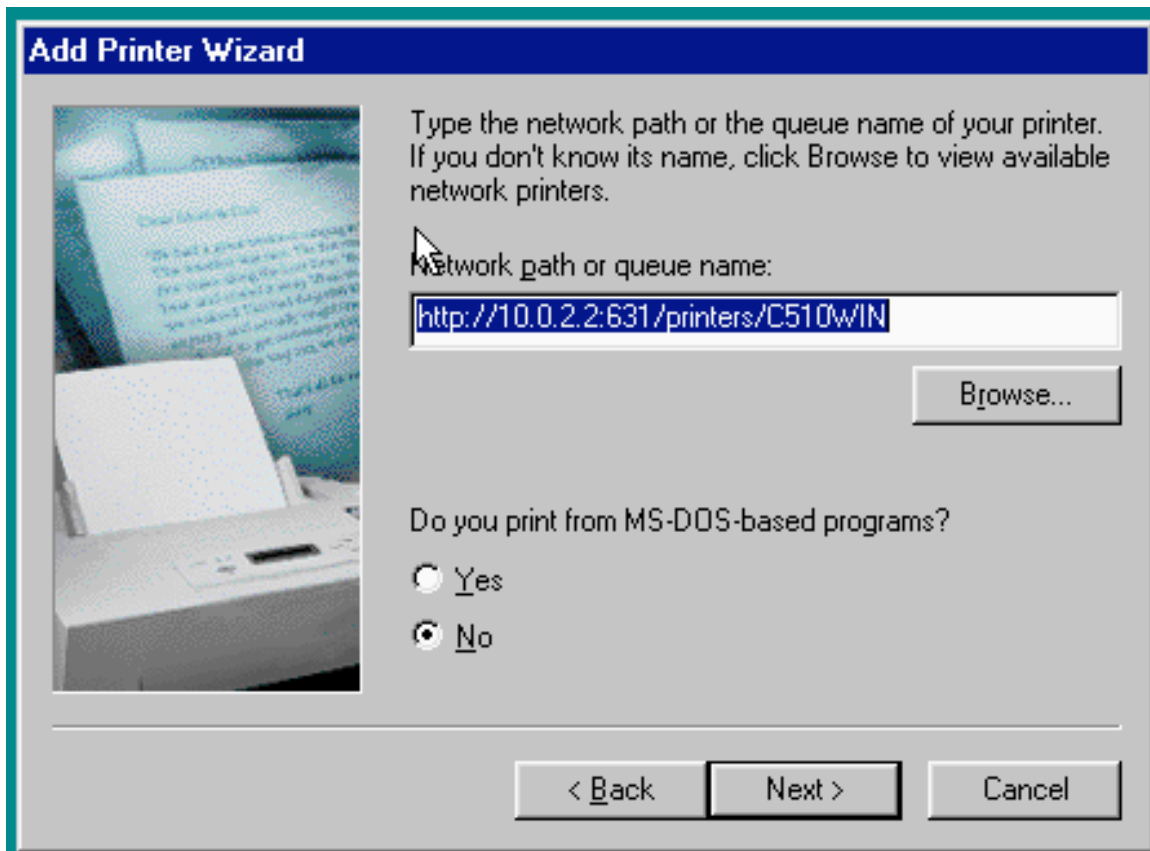 Add Printer Wizard
Type the network path or the queue name of your printer.
If you don't know its name, click Browse to view available
network printers.
Network path or queue name:
http://10.0.2.2:631/printers/C510WIN
Browse...
Do you print from MS-DOS-based programs?
Yes
No
< Back
Next >
Cancel